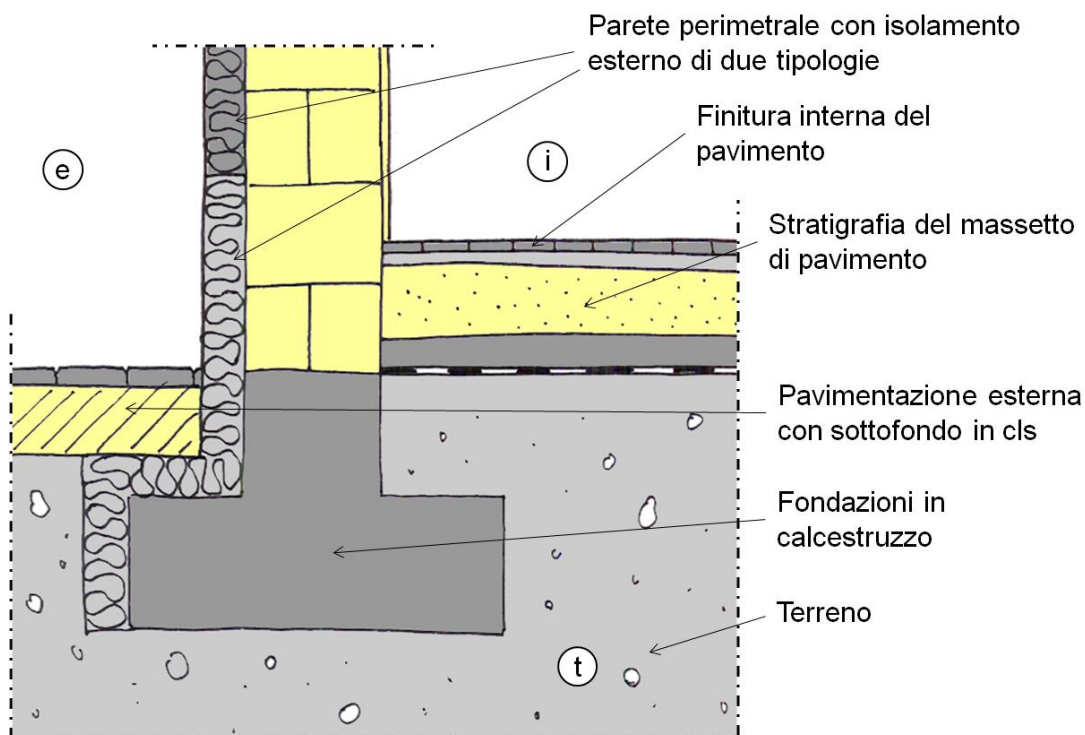 Parete perimetrale con isolamento
esterno di due tipologie
Finitura interna del
pavimento
e
i
Stratigrafia del massetto
di pavimento
Pavimentazione esterna
con sottofondo in cls
Fondazioni in
calcestruzzo
Terreno
t